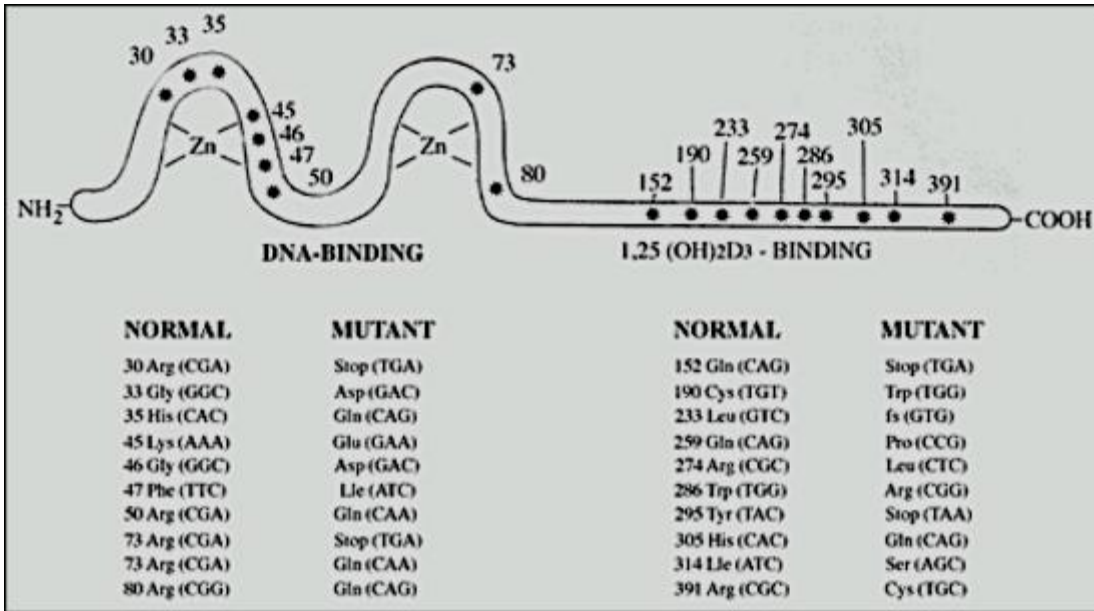 30
33
35
45
46
47
50
73
80
Zn
Zn
152
190
233
259
274
286
295
305
314
391
NH2
COOH
DNA-BINDING
1,25 (OH)2D3 - BINDING
NORMAL MUTANT
30 Arg (CGA) Stop (TGA)
33 Gly (GGC) Asp (GAC)
35 His (CAC) Gln (CAG)
45 Lys (AAA) Glu (GAA)
46 Gly (GGC) Asp (GAC)
47 Phe (TTC) Lle (ATC)
50 Arg (CGA) Gln (CAA)
73 Arg (CGA) Stop (TGA)
73 Arg (CGA) Gln (CAA)
80 Arg (CGG) Gln (CAG)
NORMAL MUTANT
152 Gln (CAG) Stop (TGA)
190 Cys (TGT) Trp (TGG)
233 Leu (GTC) fs (GTG)
259 Gln (CAG) Pro (CCG)
274 Arg (CGC) Leu (CTC)
286 Trp (TGG) Arg (CGG)
295 Tyr (TAC) Stop (TAA)
305 His (CAC) Gln (CAG)
314 Lle (ATC) Ser (AGC)
391 Arg (CGC) Cys (TGC)